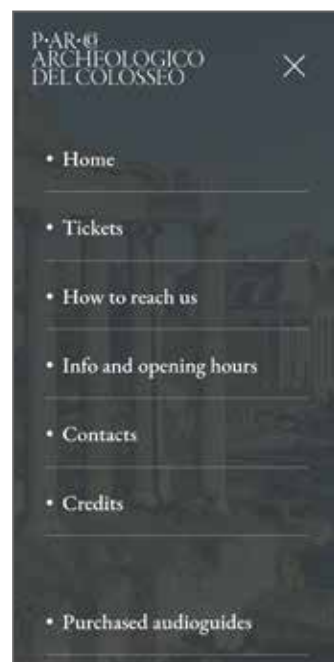 P•AR•CO
ARCHEOLOGICO
DEL COLOSSEO
• Home
• Tickets
• How to reach us
• Info and opening hours
• Contacts
• Credits
• Purchased audioguides